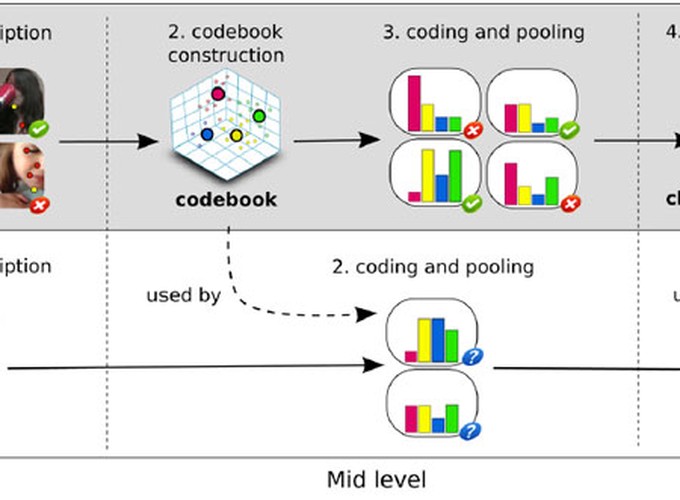 iption
2. codebook
construction
3. coding and pooling
4.
codebook
cl
iption
2. coding and pooling
used by
u
?
?
Mid level